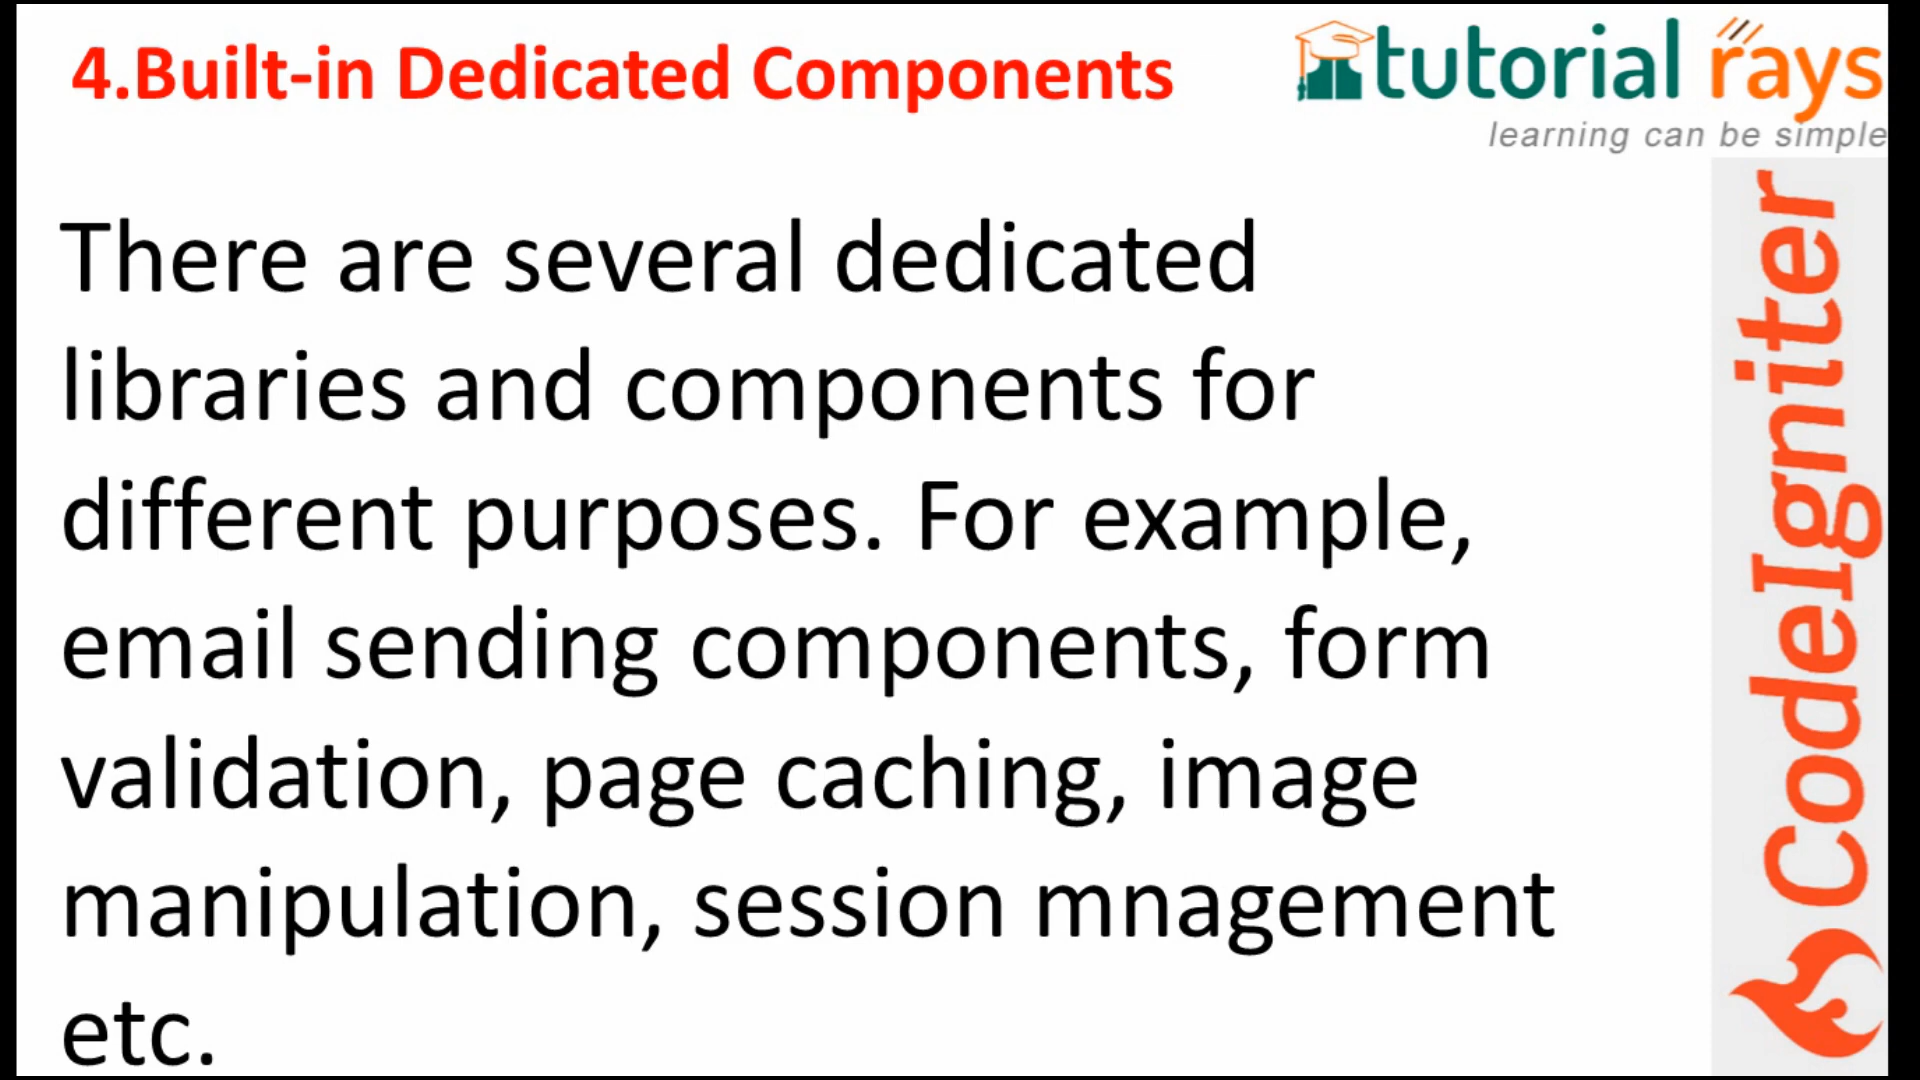 4.Built-in Dedicated Components
tutorial rays
learning can be simple
There are several dedicated
libraries and components for
different purposes. For example,
email sending components, form
validation, page caching, image
manipulation, session mnagement
etc.
CodeIgniter